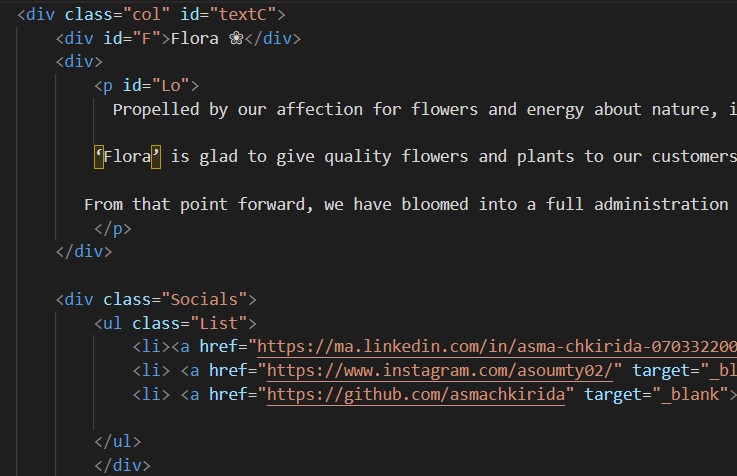 <div class="col" id="textC">
<div id="F">Flora ❀</div>
<div>
<p id="Lo">
Propelled by our affection for flowers and energy about nature, i
‘Flora’ is glad to give quality flowers and plants to our customers
From that point forward, we have bloomed into a full administration
</p>
</div>
<div class="Socials">
<ul class="List">
<li><a href="https://ma.linkedin.com/in/asma-chkirida-070332200
<li> <a href="https://www.instagram.com/asoumty02/" target="_bl
<li> <a href="https://github.com/asmachkirida" target="_blank">
</ul>
</div>